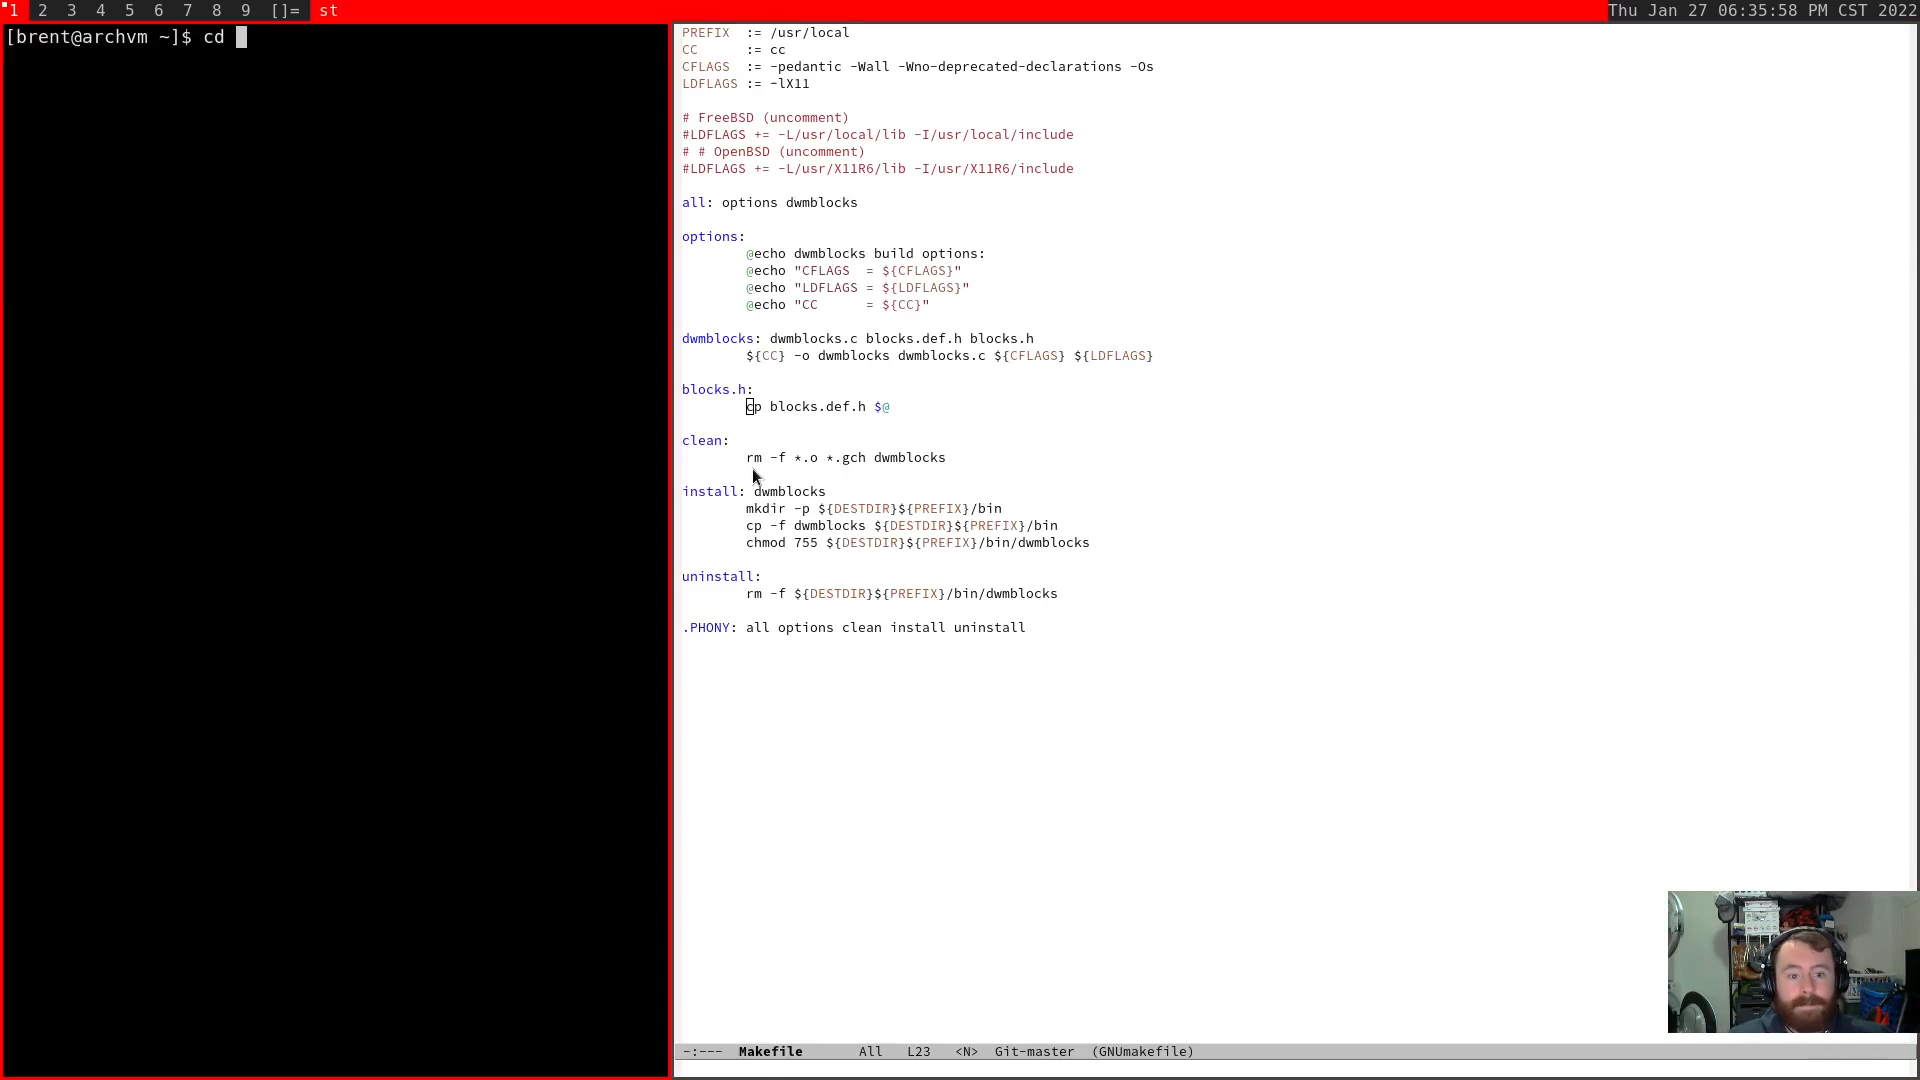 1 2 3 4 5 6 7 8 9 []= st Thu Jan 27 06:35:58 PM CST 2022
[brent@archvm ~]$ cd
PREFIX  := /usr/local
CC      := cc
CFLAGS  := -pedantic -Wall -Wno-deprecated-declarations -Os
LDFLAGS := -lX11
# FreeBSD (uncomment)
#LDFLAGS += -L/usr/local/lib -I/usr/local/include
# # OpenBSD (uncomment)
#LDFLAGS += -L/usr/X11R6/lib -I/usr/X11R6/include
all: options dwmblocks
options:
        @echo dwmblocks build options:
        @echo "CFLAGS  = ${CFLAGS}"
        @echo "LDFLAGS = ${LDFLAGS}"
        @echo "CC      = ${CC}"
dwmblocks: dwmblocks.c blocks.def.h blocks.h
        ${CC} -o dwmblocks dwmblocks.c ${CFLAGS} ${LDFLAGS}
blocks.h:
        cp blocks.def.h $@
clean:
        rm -f *.o *.gch dwmblocks
install: dwmblocks
        mkdir -p ${DESTDIR}${PREFIX}/bin
        cp -f dwmblocks ${DESTDIR}${PREFIX}/bin
        chmod 755 ${DESTDIR}${PREFIX}/bin/dwmblocks
uninstall:
        rm -f ${DESTDIR}${PREFIX}/bin/dwmblocks
.PHONY: all options clean install uninstall
-:--- Makefile All L23 <N> Git-master (GNUmakefile)